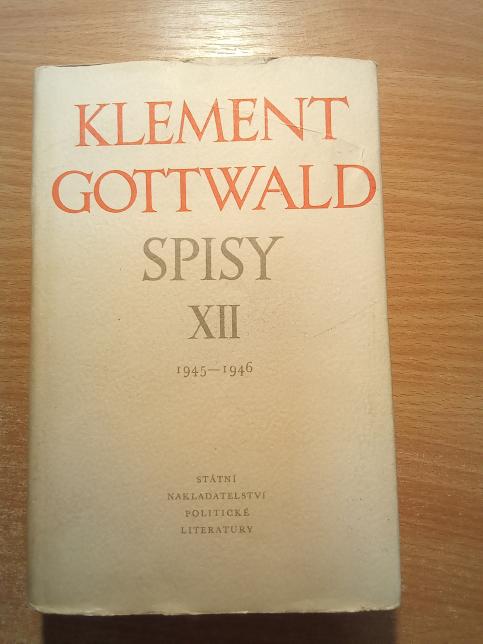 KLEMENT
GOTTWALD
SPISY
XII
1945—1946
STÁTNÍ
NAKLADATELSTVÍ
POLITICKÉ
LITERATURY